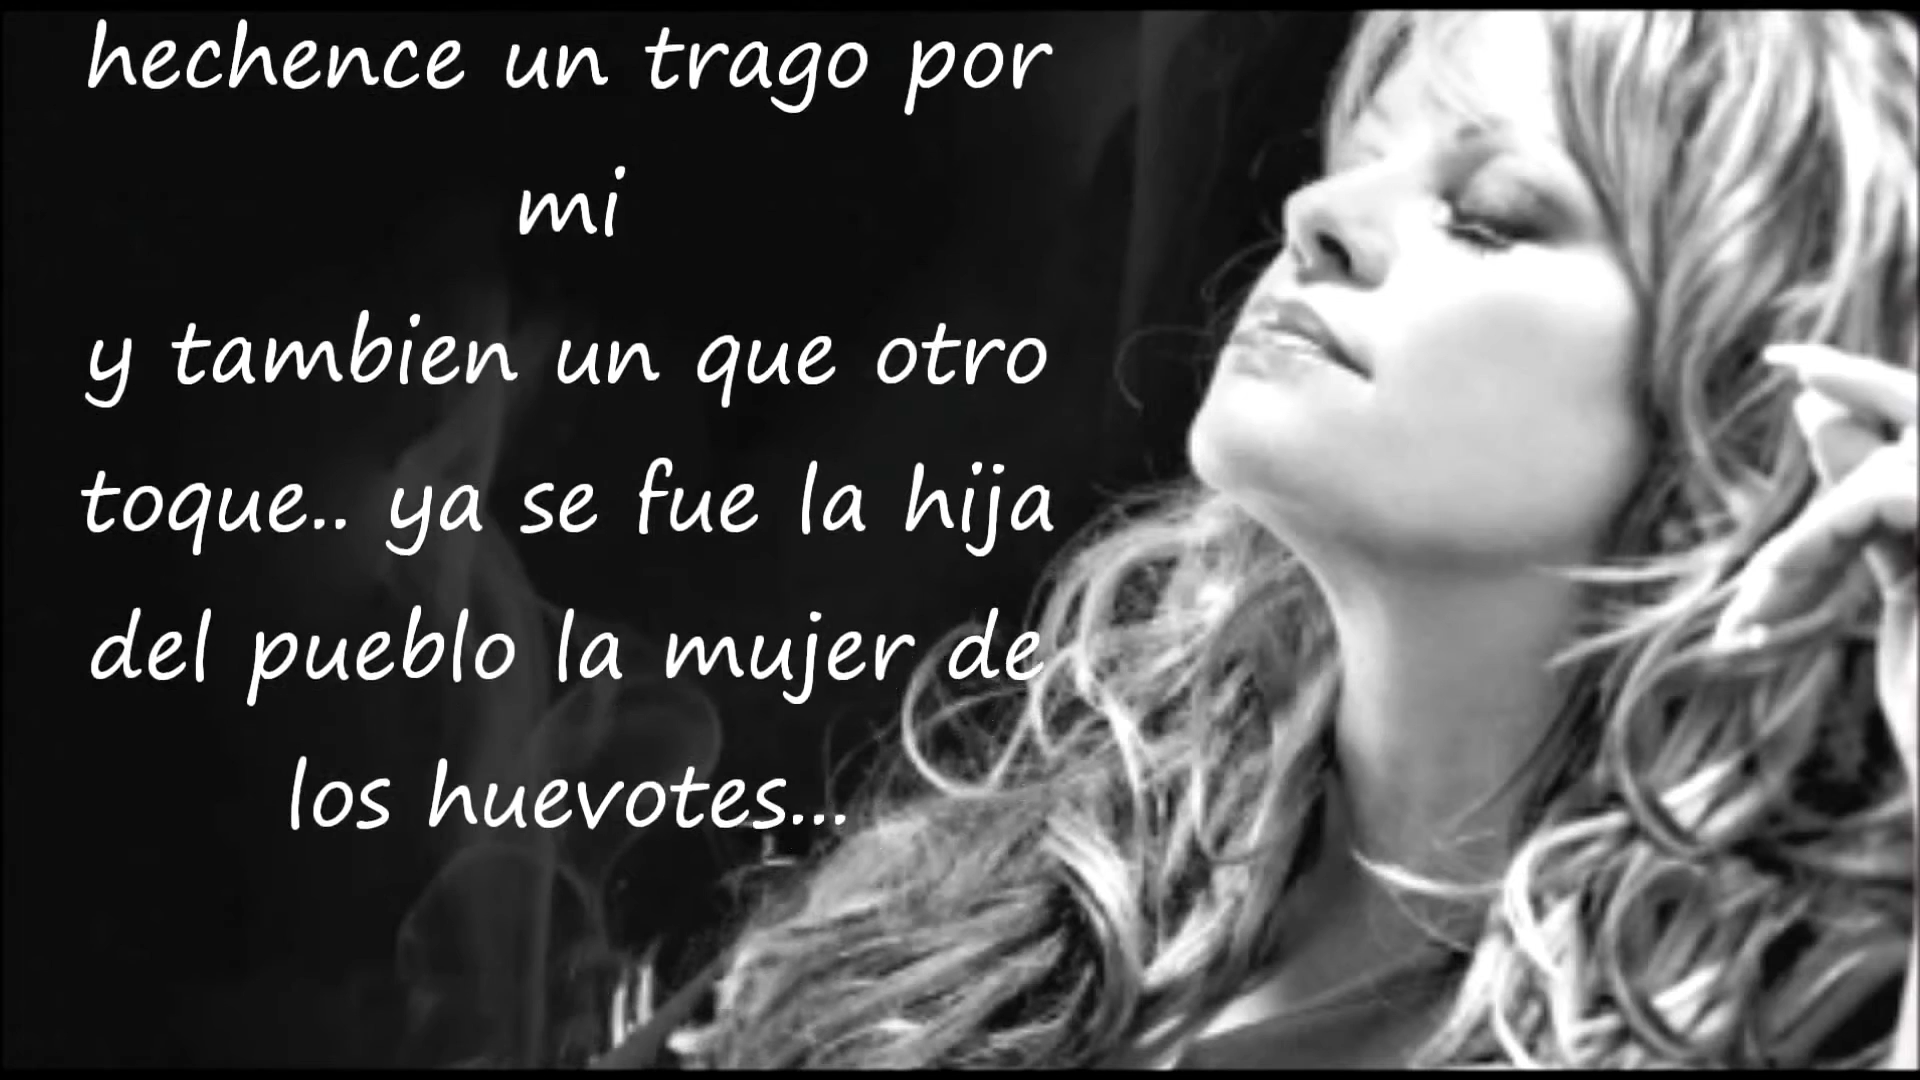 hechence un trago por
mi
y tambien un que otro
toque.. ya se fue la hija
del pueblo la mujer de
los huevotes...